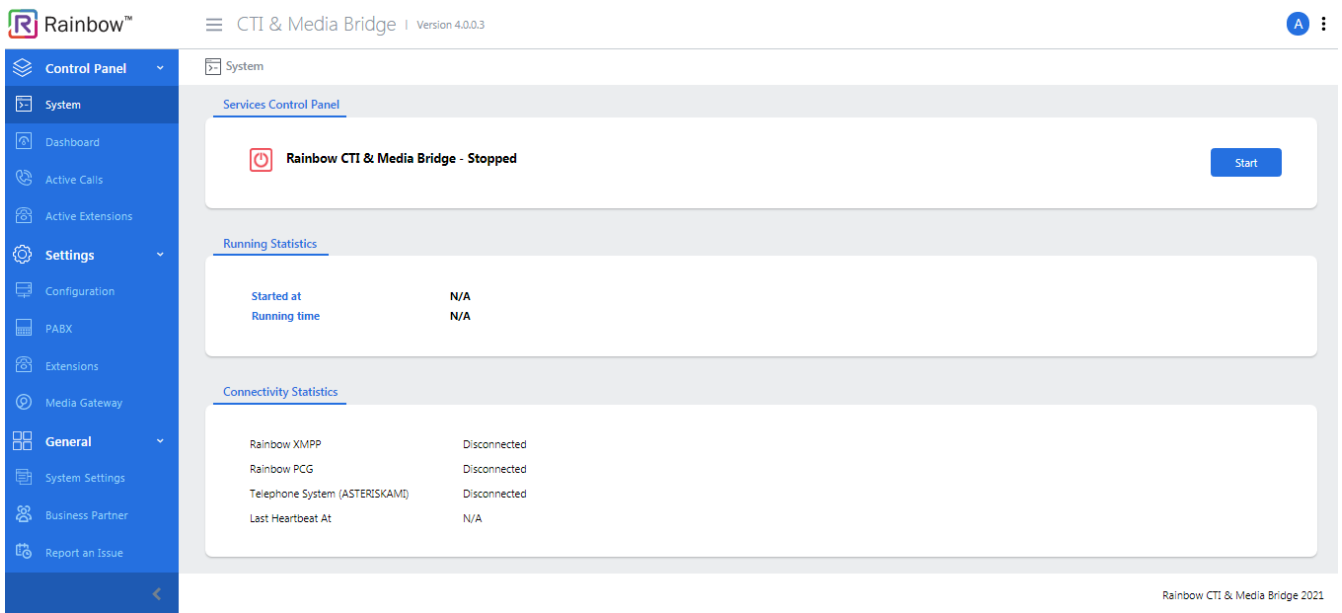 Rainbow™
CTI & Media Bridge | Version 4.0.0.3
A
Control Panel
System
Dashboard
Active Calls
Active Extensions
Settings
Configuration
PABX
Extensions
Media Gateway
General
System Settings
Business Partner
Report an Issue
System
Services Control Panel
Rainbow CTI & Media Bridge - Stopped
Start
Running Statistics
Started at N/A
Running time N/A
Connectivity Statistics
Rainbow XMPP Disconnected
Rainbow PCG Disconnected
Telephone System (ASTERISKAMI) Disconnected
Last Heartbeat At N/A
Rainbow CTI & Media Bridge 2021